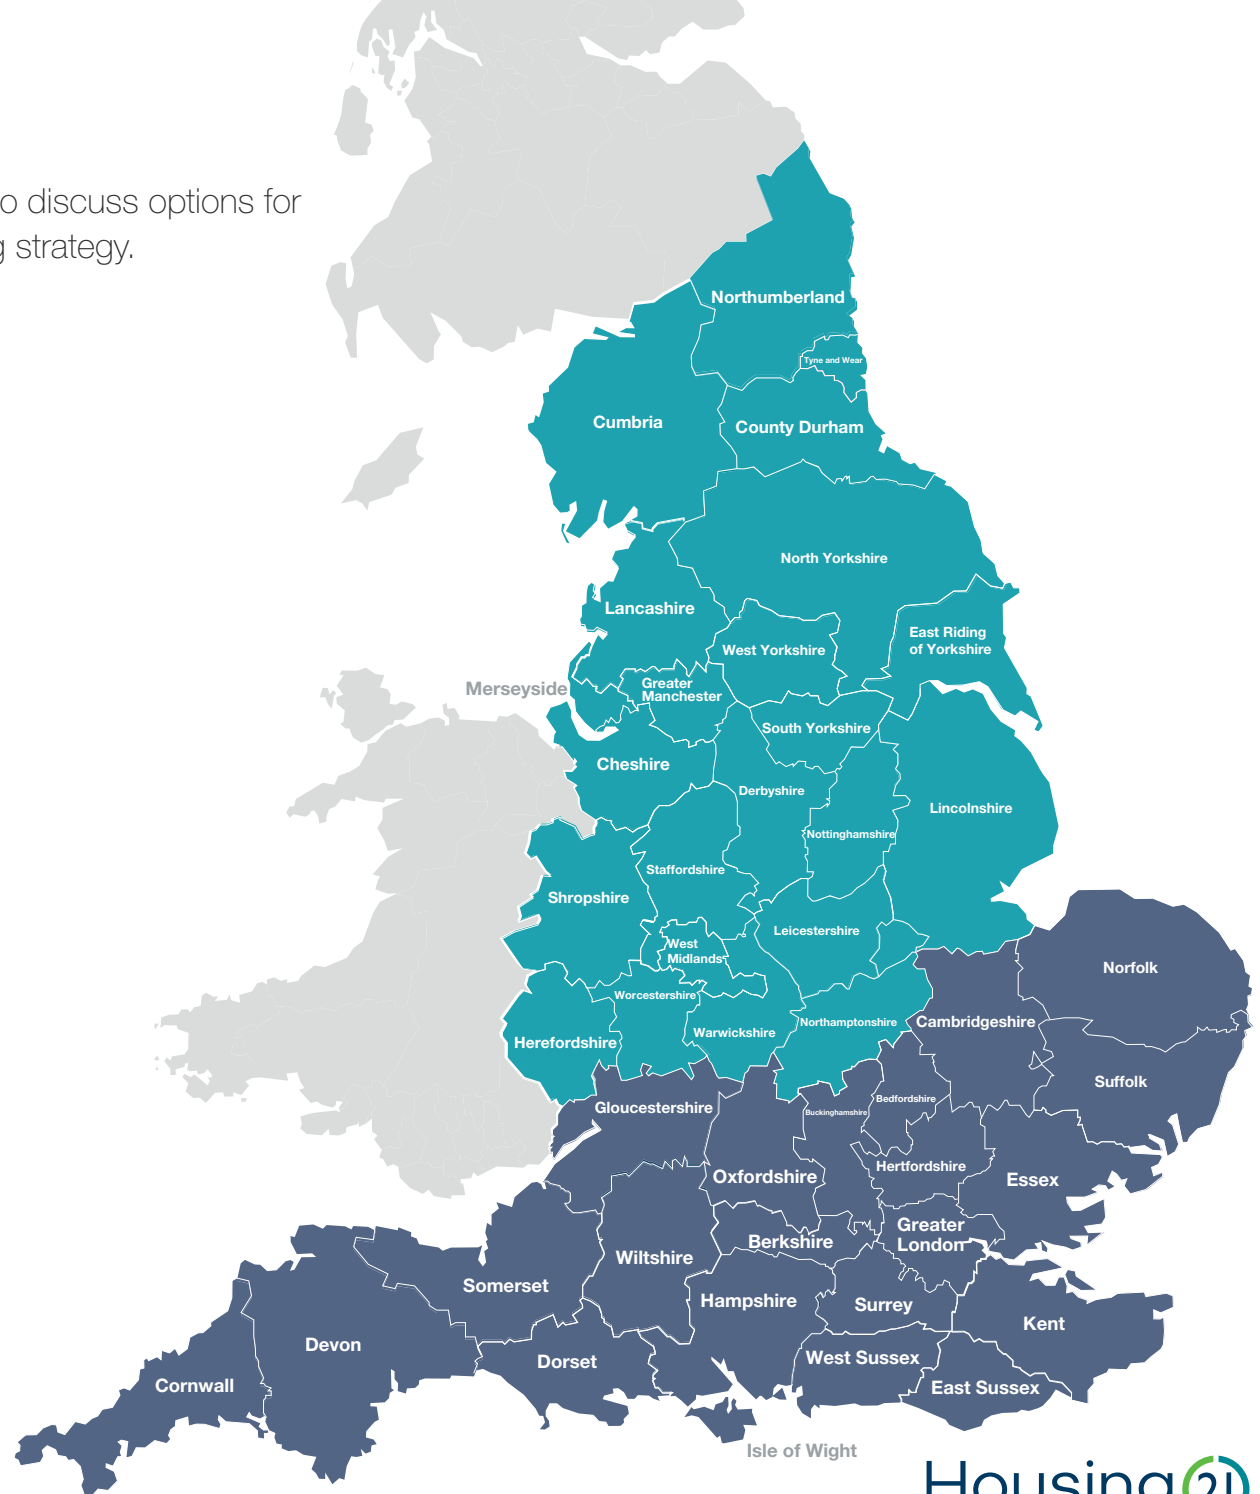 o discuss options for
g strategy.
Northumberland
Tyne and Wear
Cumbria
County Durham
North Yorkshire
Lancashire
East Riding
of Yorkshire
West Yorkshire
Merseyside
Greater
Manchester
South Yorkshire
Cheshire
Derbyshire
Lincolnshire
Nottinghamshire
Staffordshire
Shropshire
Leicestershire
West
Midlands
Norfolk
Worcestershire
Cambridgeshire
Northamptonshire
Warwickshire
Herefordshire
Suffolk
Bedfordshire
Gloucestershire
Buckinghamshire
Hertfordshire
Oxfordshire
Essex
Greater
London
Berkshire
Wiltshire
Somerset
Hampshire
Surrey
Kent
Devon
West Sussex
Dorset
Cornwall
East Sussex
Isle of Wight
Housing 21